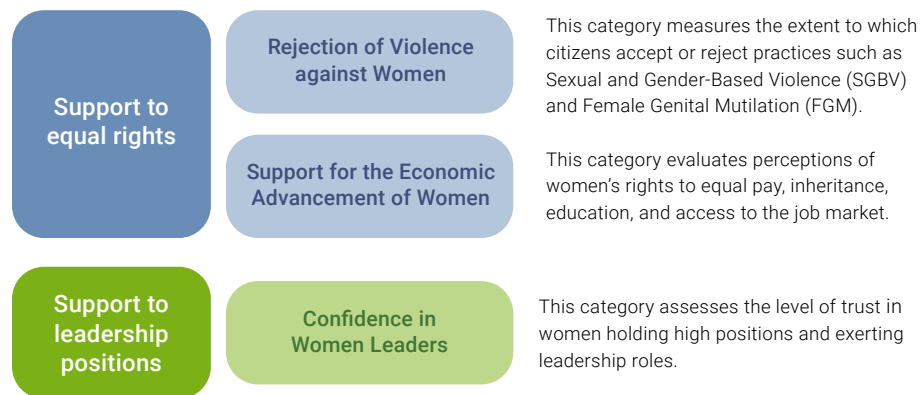 Support to
equal rights
Rejection of Violence
against Women
This category measures the extent to which
citizens accept or reject practices such as
Sexual and Gender-Based Violence (SGBV)
and Female Genital Mutilation (FGM).
Support for the Economic
Advancement of Women
This category evaluates perceptions of
women’s rights to equal pay, inheritance,
education, and access to the job market.
Support to
leadership
positions
Confidence in
Women Leaders
This category assesses the level of trust in
women holding high positions and exerting
leadership roles.